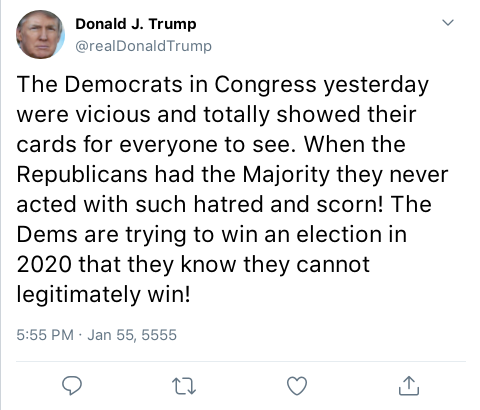 Donald J. Trump
@realDonaldTrump
The Democrats in Congress yesterday
were vicious and totally showed their
cards for everyone to see. When the
Republicans had the Majority they never
acted with such hatred and scorn! The
Dems are trying to win an election in
2020 that they know they cannot
legitimately win!
5:55 PM · Jan 55, 5555